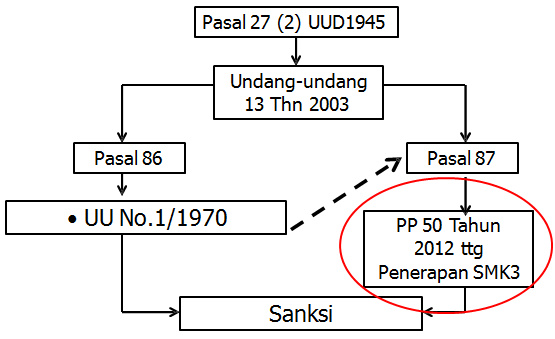 Pasal 27 (2) UUD1945
Undang-undang
13 Thn 2003
Pasal 86
Pasal 87
• UU No.1/1970
PP 50 Tahun
2012 ttg
Penerapan SMK3
Sanksi